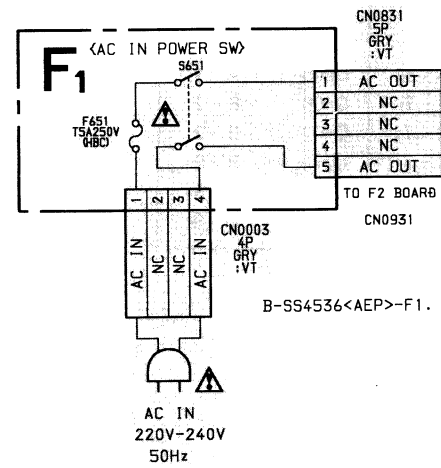 F1
<AC IN POWER SW>
S651
F651
T5A250V
(HBC)
CN0831
5P
GRY
:VT
1 AC OUT
2 NC
3 NC
4 NC
5 AC OUT
TO F2 BOARD
CN0931
1 2 3 4
AC IN NC NC AC IN
CN0003
4P
GRY
:VT
B-SS4536<AEP>-F1.
AC IN
220V-240V
50Hz